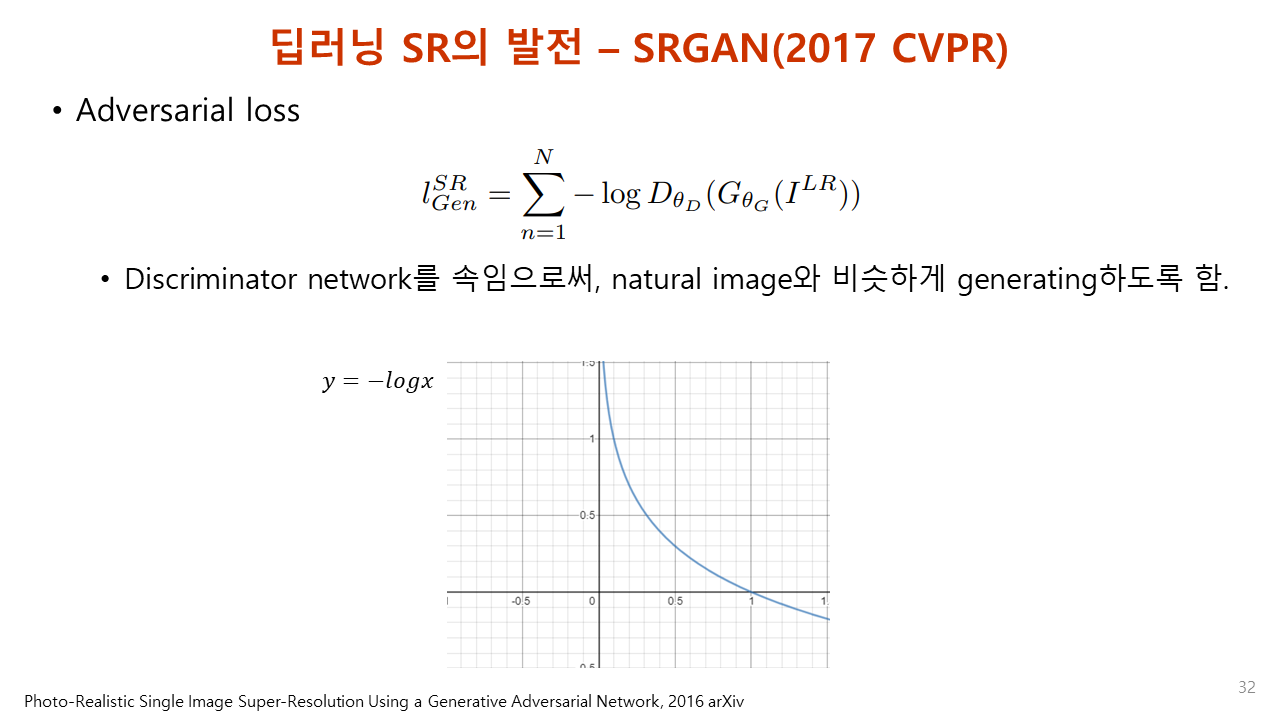 딥러닝 SR의 발전 – SRGAN(2017 CVPR)
• Adversarial loss
$l_{Gen}^{SR} = \sum_{n=1}^{N} - \log D_{\theta_D}(G_{\theta_G}(I^{LR}))$
• Discriminator network를 속임으로써, natural image와 비슷하게 generating하도록 함.
y = −logx
1.5
1
0.5
-0.5 0 0.5 1
0.5
32
Photo-Realistic Single Image Super-Resolution Using a Generative Adversarial Network, 2016 arXiv